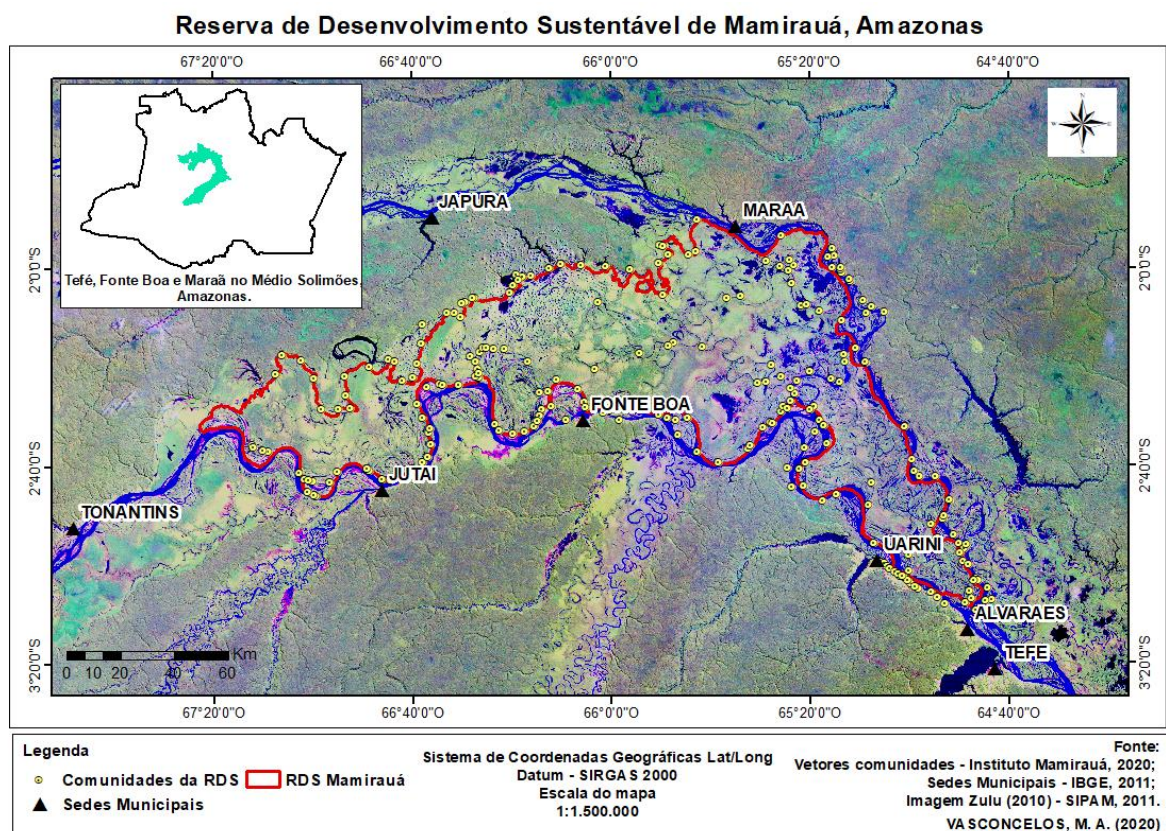 Reserva de Desenvolvimento Sustentável de Mamirauá, Amazonas
67°20'0"O 66°40'0"O 66°0'0"O 65°20'0"O 64°40'0"O
Tefé, Fonte Boa e Maraã no Médio Solimões,
Amazonas.
N
W E
S
JAPURA
MARAA
2°0'0"S 2°0'0"S
FONTE BOA
2°40'0"S 2°40'0"S
JUTAI
TONANTINS
UARINI
ALVARAES
TEFE
Km
0 10 20 40 60
3°20'0"S 3°20'0"S
67°20'0"O 66°40'0"O 66°0'0"O 65°20'0"O 64°40'0"O
Legenda
Comunidades da RDS RDS Mamirauá
Sedes Municipais
Sistema de Coordenadas Geográficas Lat/Long
Datum - SIRGAS 2000
Escala do mapa
1:1.500.000
Fonte:
Vetores comunidades - Instituto Mamirauá, 2020;
Sedes Municipais - IBGE, 2011;
Imagem Zulu (2010) - SIPAM, 2011.
VASCONCELOS, M. A. (2020)